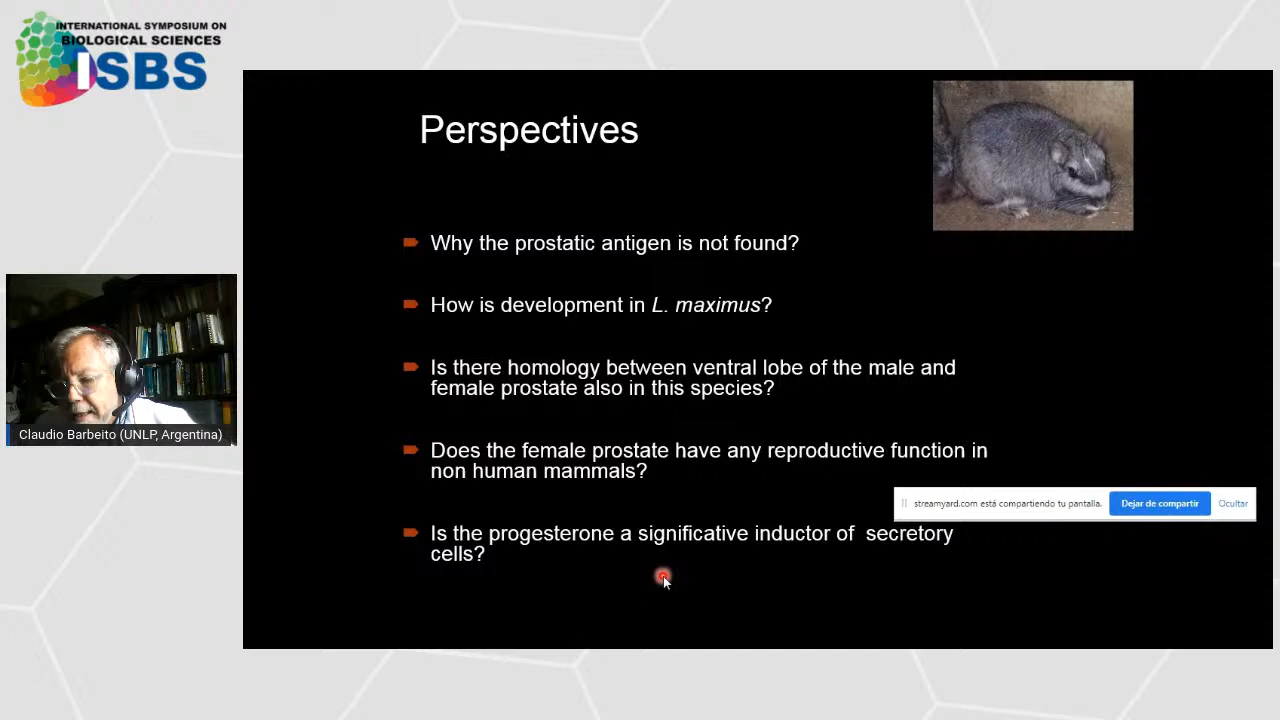 INTERNATIONAL SYMPOSIUM ON
BIOLOGICAL SCIENCES
ISBS
Perspectives
Why the prostatic antigen is not found?
How is development in L. maximus?
Is there homology between ventral lobe of the male and
female prostate also in this species?
Does the female prostate have any reproductive function in
non human mammals?
Is the progesterone a significative inductor of secretory
cells?
Claudio Barbeito (UNLP, Argentina)
streamyard.com está compartiendo tu pantalla.
Dejar de compartir
Ocultar